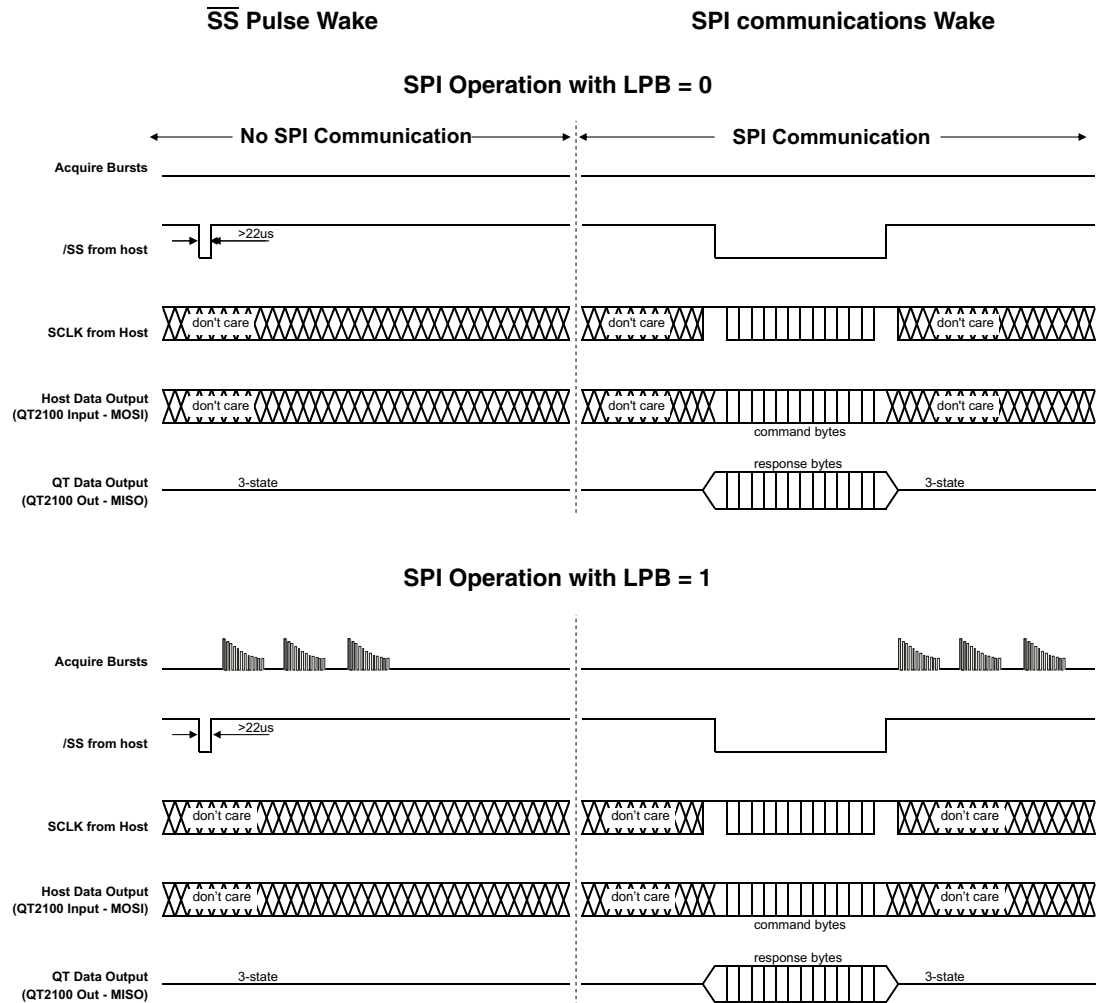 SS Pulse Wake
SPI communications Wake
SPI Operation with LPB = 0
No SPI Communication
SPI Communication
Acquire Bursts
/SS from host
>22us
SCLK from Host
don't care
don't care
don't care
Host Data Output
(QT2100 Input - MOSI)
don't care
don't care
don't care
command bytes
response bytes
QT Data Output
(QT2100 Out - MISO)
3-state
3-state
SPI Operation with LPB = 1
Acquire Bursts
/SS from host
>22us
SCLK from Host
don't care
don't care
don't care
Host Data Output
(QT2100 Input - MOSI)
don't care
don't care
don't care
command bytes
response bytes
QT Data Output
(QT2100 Out - MISO)
3-state
3-state